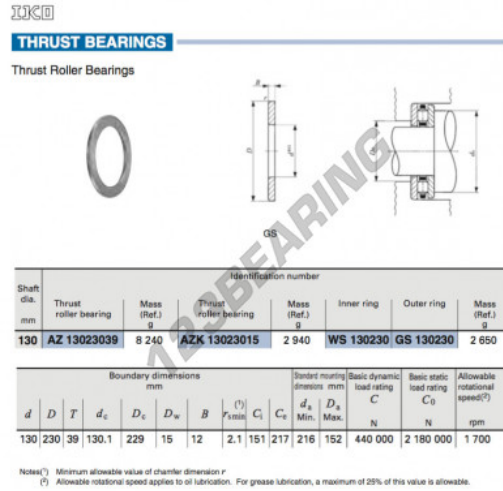 IKO
THRUST BEARINGS
Thrust Roller Bearings
B
D
GS
123BEARING
Identification number
Shaft dia. mm Thrust roller bearing Mass (Ref.) g Thrust roller bearing Mass (Ref.) g Inner ring Outer ring Mass (Ref.) g
130 AZ 13023039 8 240 AZK 13023015 2 940 WS 130230 GS 130230 2 650
Boundary dimensions mm Standard mounting dimensions mm Basic dynamic load rating C N Basic static load rating C0 N Allowable rotational speed(2) rpm
d D T dc Dc Dw B (1) rs min Ci Ce da Min. Da Max.
130 230 39 130.1 229 15 12 2.1 151 217 216 152 440 000 2 180 000 1 700
Notes(1) Minimum allowable value of chamfer dimension r
(2) Allowable rotational speed applies to oil lubrication. For grease lubrication, a maximum of 25% of this value is allowable.